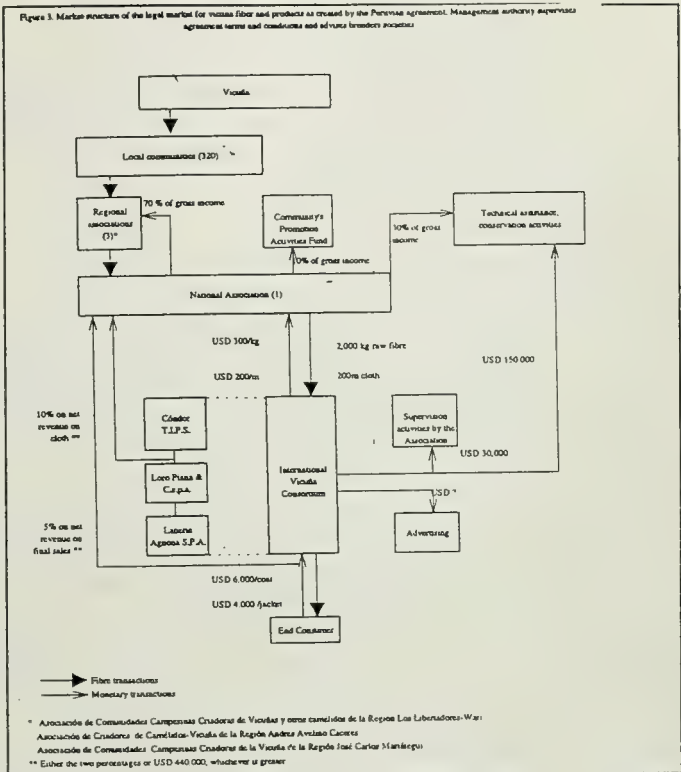 Figure 3. Market structure of the legal market for vicuña fiber and products as created by the Peruvian agreement. Management authority supervises
agreement terms and conditions and advises breeders societies
Vicuña
Local communities (320)
Regional
associations
(3)*
70 % of gross income
Community's
Promotion
Activities Fund
0% of gross income
30% of gross
income
Technical assistance,
conservation activities
National Association (1)
USD 300/kg
2,000 kg raw fibre
USD 200/m
200m cloth
USD 150 000
10% on net
revenue on
cloth **
Cóndor
T.I.P.S.
Loro Piana &
C.s.p.a.
Lanerie
Agnona S.P.A.
International
Vicuña
Consortium
Supervision
activities by the
Association
USD 30,000
USD
Advertising
5% on net
revenue on
final sales **
USD 6,000/coat
USD 4.000 /jacket
End Consumer
Fibre transactions
Monetary transactions
* Asociación de Comunidades Campesinas Criadoras de Vicuñas y otros camélidos de la Región Los Libertadores-Wari
Asociación de Criadores de Camélidos-Vicuña de la Región Andres Avelino Caceres
Asociación de Comunidades Campesinas Criadoras de la Vicuña de la Región José Carlos Mariátegui
** Either the two percentages or USD 440.000, whichever is greater